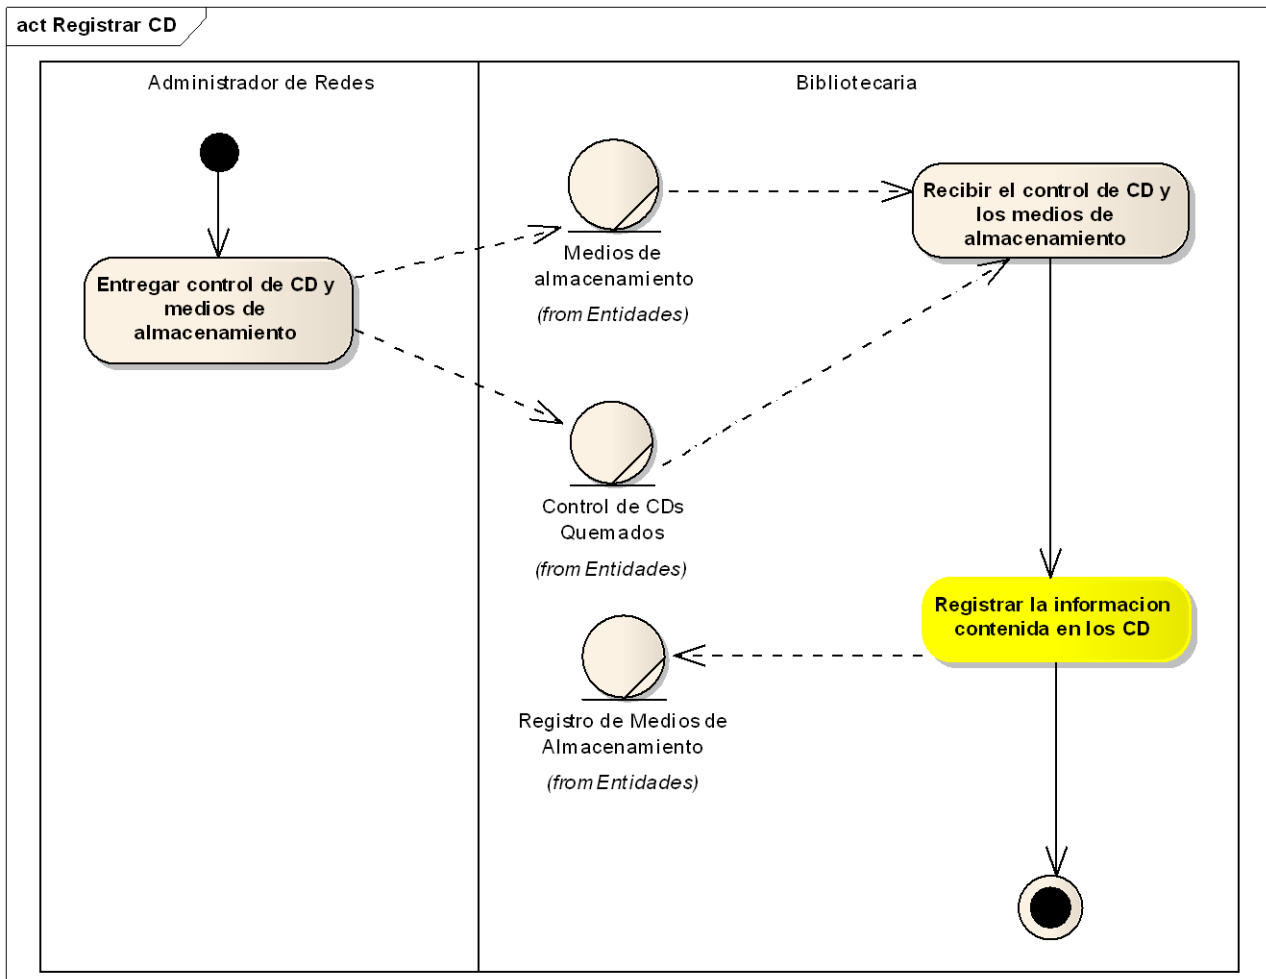 act Registrar CD
Administrador de Redes
Bibliotecaria
Entregar control de CD y
medios de
almacenamiento
Medios de
almacenamiento
(from Entidades)
Recibir el control de CD y
los medios de
almacenamiento
Control de CDs
Quemados
(from Entidades)
Registrar la informacion
contenida en los CD
Registro de Medios de
Almacenamiento
(from Entidades)